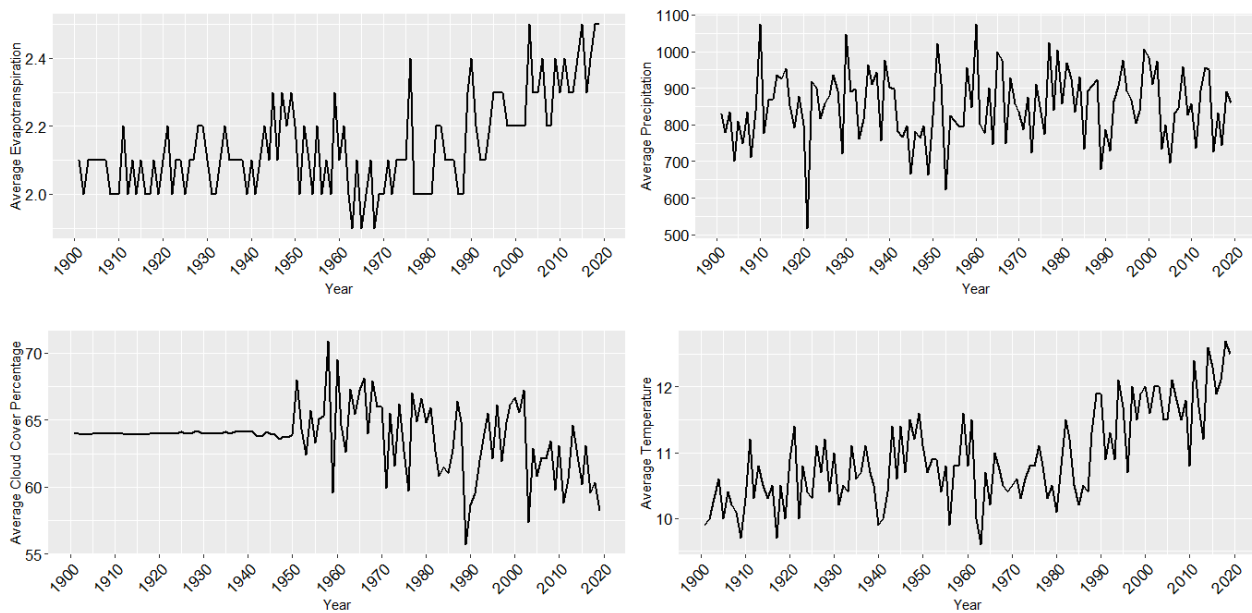 Average Evapotranspiration
2.4
2.2
2.0
1900 1910 1920 1930 1940 1950 1960 1970 1980 1990 2000 2010 2020
Year
Average Precipitation
1100
1000
900
800
700
600
500
1900 1910 1920 1930 1940 1950 1960 1970 1980 1990 2000 2010 2020
Year
Average Cloud Cover Percentage
70
65
60
55
1900 1910 1920 1930 1940 1950 1960 1970 1980 1990 2000 2010 2020
Year
Average Temperature
12
11
10
1900 1910 1920 1930 1940 1950 1960 1970 1980 1990 2000 2010 2020
Year